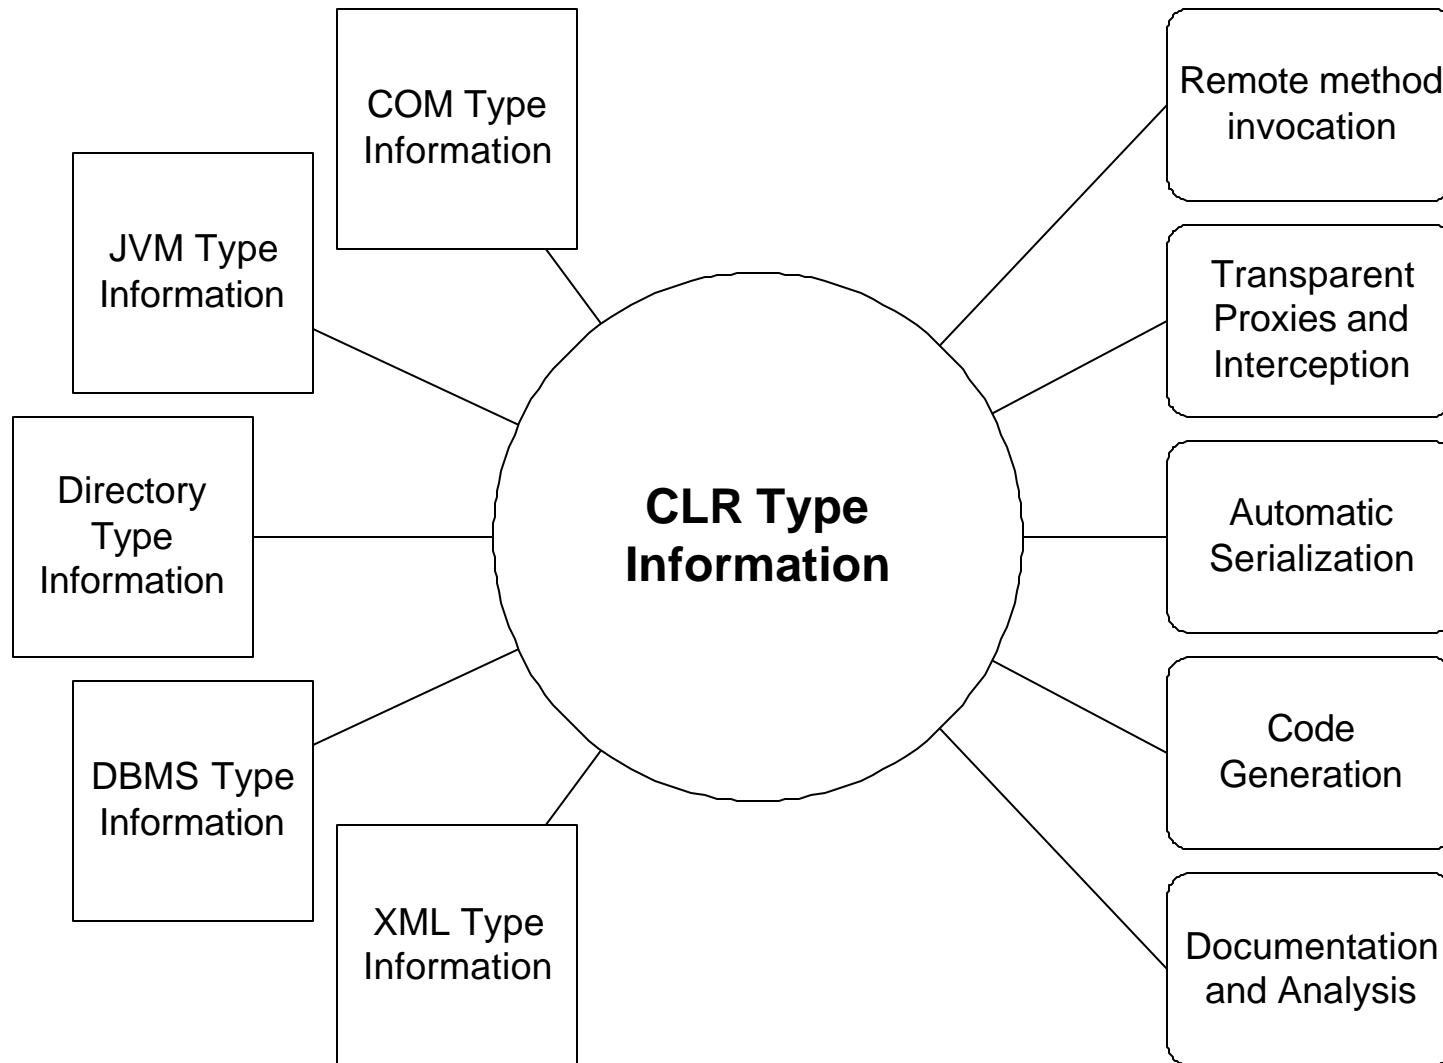 COM Type
Information
JVM Type
Information
Directory
Type
Information
DBMS Type
Information
XML Type
Information
CLR Type
Information
Remote method
invocation
Transparent
Proxies and
Interception
Automatic
Serialization
Code
Generation
Documentation
and Analysis